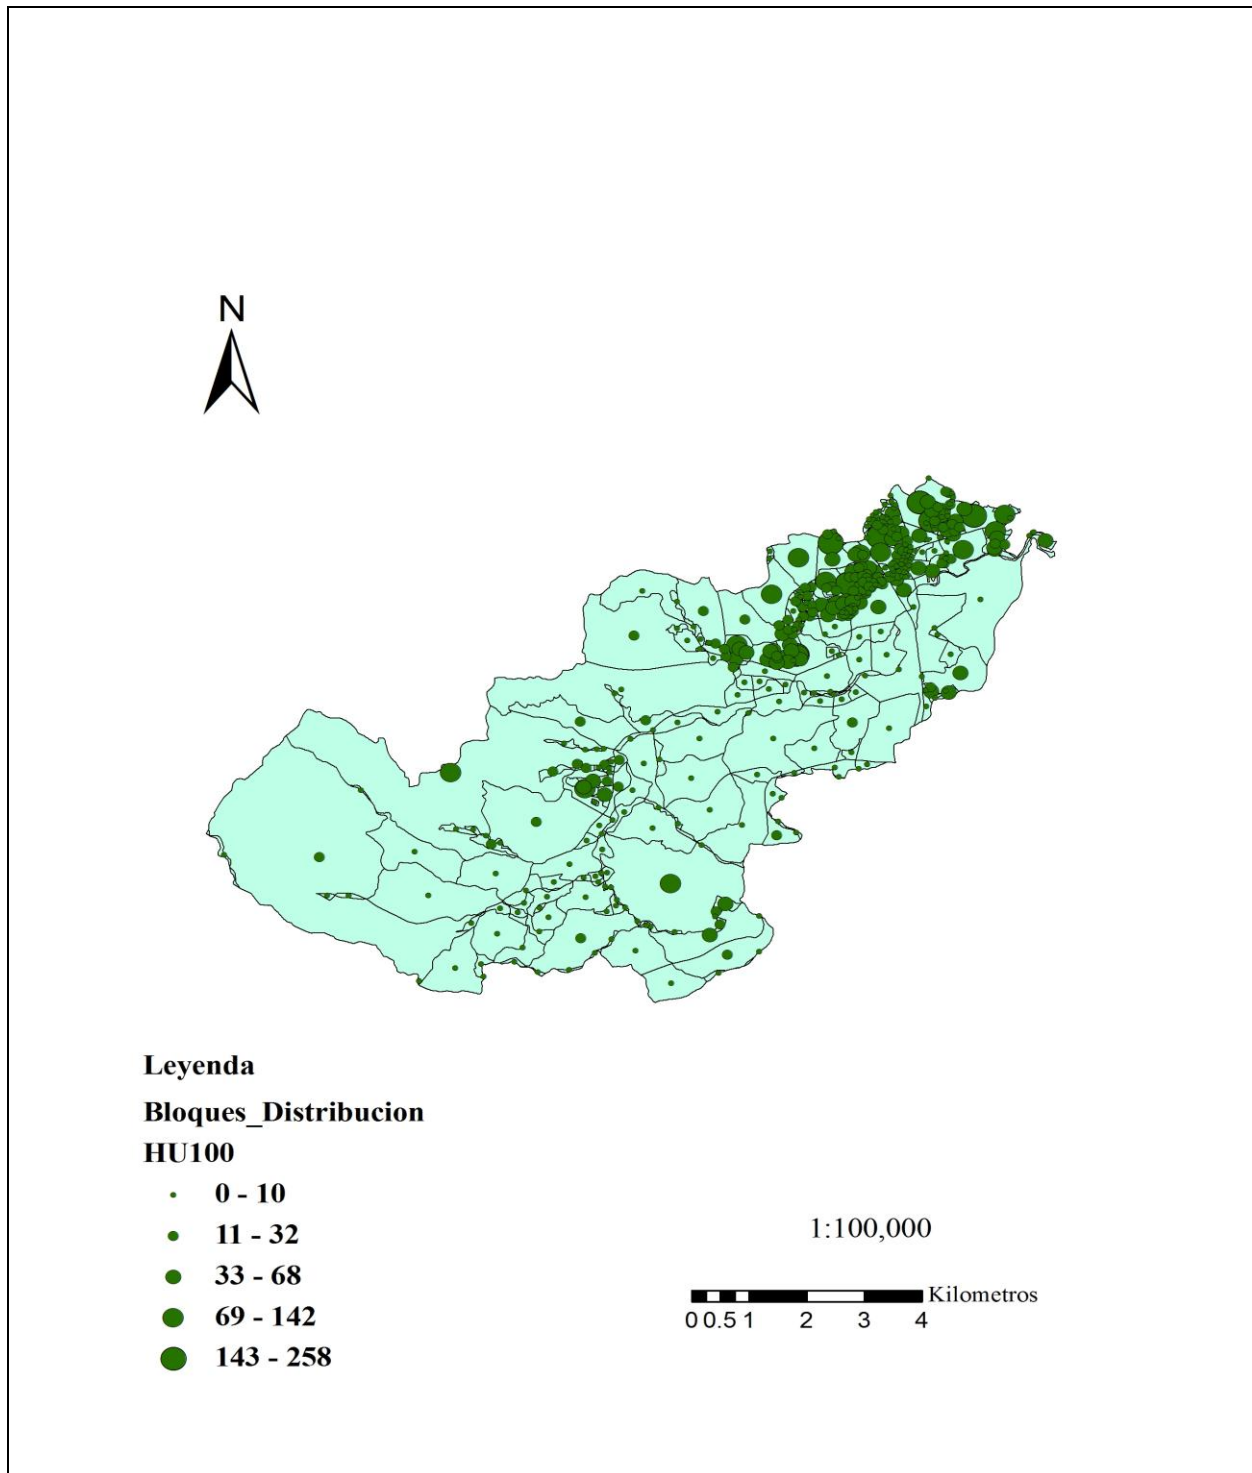 N
Leyenda
Bloques_Distribucion
HU100
0 - 10
11 - 32
33 - 68
69 - 142
143 - 258
1:100,000
Kilometros
0 0.5 1 2 3 4